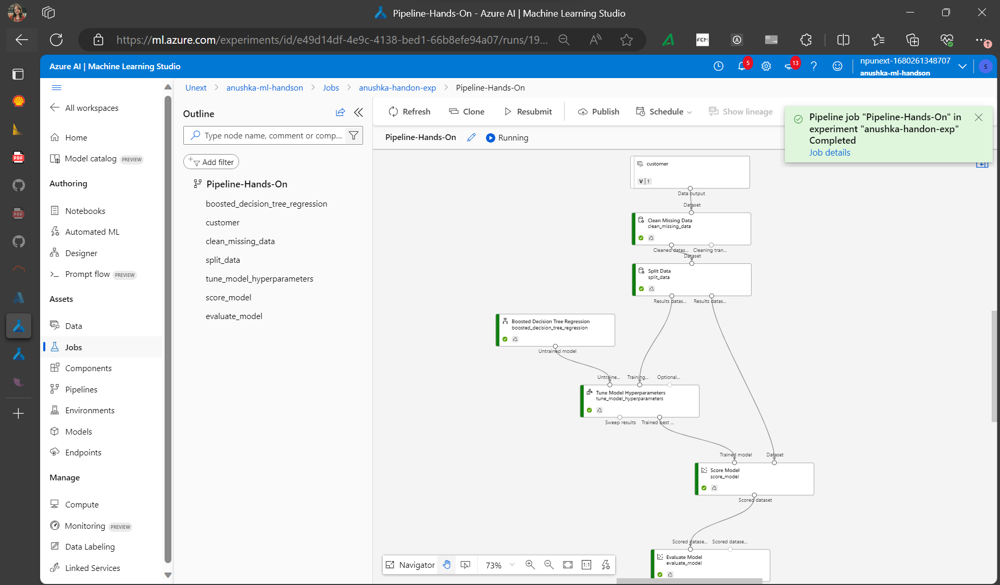 Pipeline-Hands-On - Azure AI | Machine Learning Studio
https://ml.azure.com/experiments/id/e49d14df-4e9c-4138-bed1-66b8efe94a07/runs/19...
FCM
Azure AI | Machine Learning Studio
5
13
npunext-1680261348707
anushka-ml-handson
S
All workspaces
Home
Model catalog PREVIEW
Authoring
Notebooks
Automated ML
Designer
Prompt flow PREVIEW
Assets
Data
Jobs
Components
Pipelines
Environments
Models
Endpoints
Manage
Compute
Monitoring PREVIEW
Data Labeling
Linked Services
PDF
PDF
Unext > anushka-ml-handson > Jobs > anushka-handon-exp > Pipeline-Hands-On
Outline
Type node name, comment or comp...
Add filter
Pipeline-Hands-On
boosted_decision_tree_regression
customer
clean_missing_data
split_data
tune_model_hyperparameters
score_model
evaluate_model
Refresh
Clone
Resubmit
Publish
Schedule
Show lineage
Pipeline-Hands-On
Running
Pipeline job "Pipeline-Hands-On" in
experiment "anushka-handon-exp"
Completed
Job details
customer
V | 1
Data output
Dataset
Clean Missing Data
clean_missing_data
Cleaned datas... Cleaning tran...
Dataset
Split Data
split_data
Results datas... Results datas...
Boosted Decision Tree Regression
boosted_decision_tree_regression
Untrained model
Untraine... Training... Optional...
Tune Model Hyperparameters
tune_model_hyperparameters
Sweep results Trained best ...
Trained model Dataset
Score Model
score_model
Scored dataset
Scored datase... Scored datase...
Evaluate Model
evaluate_model
Navigator
73%
1:1